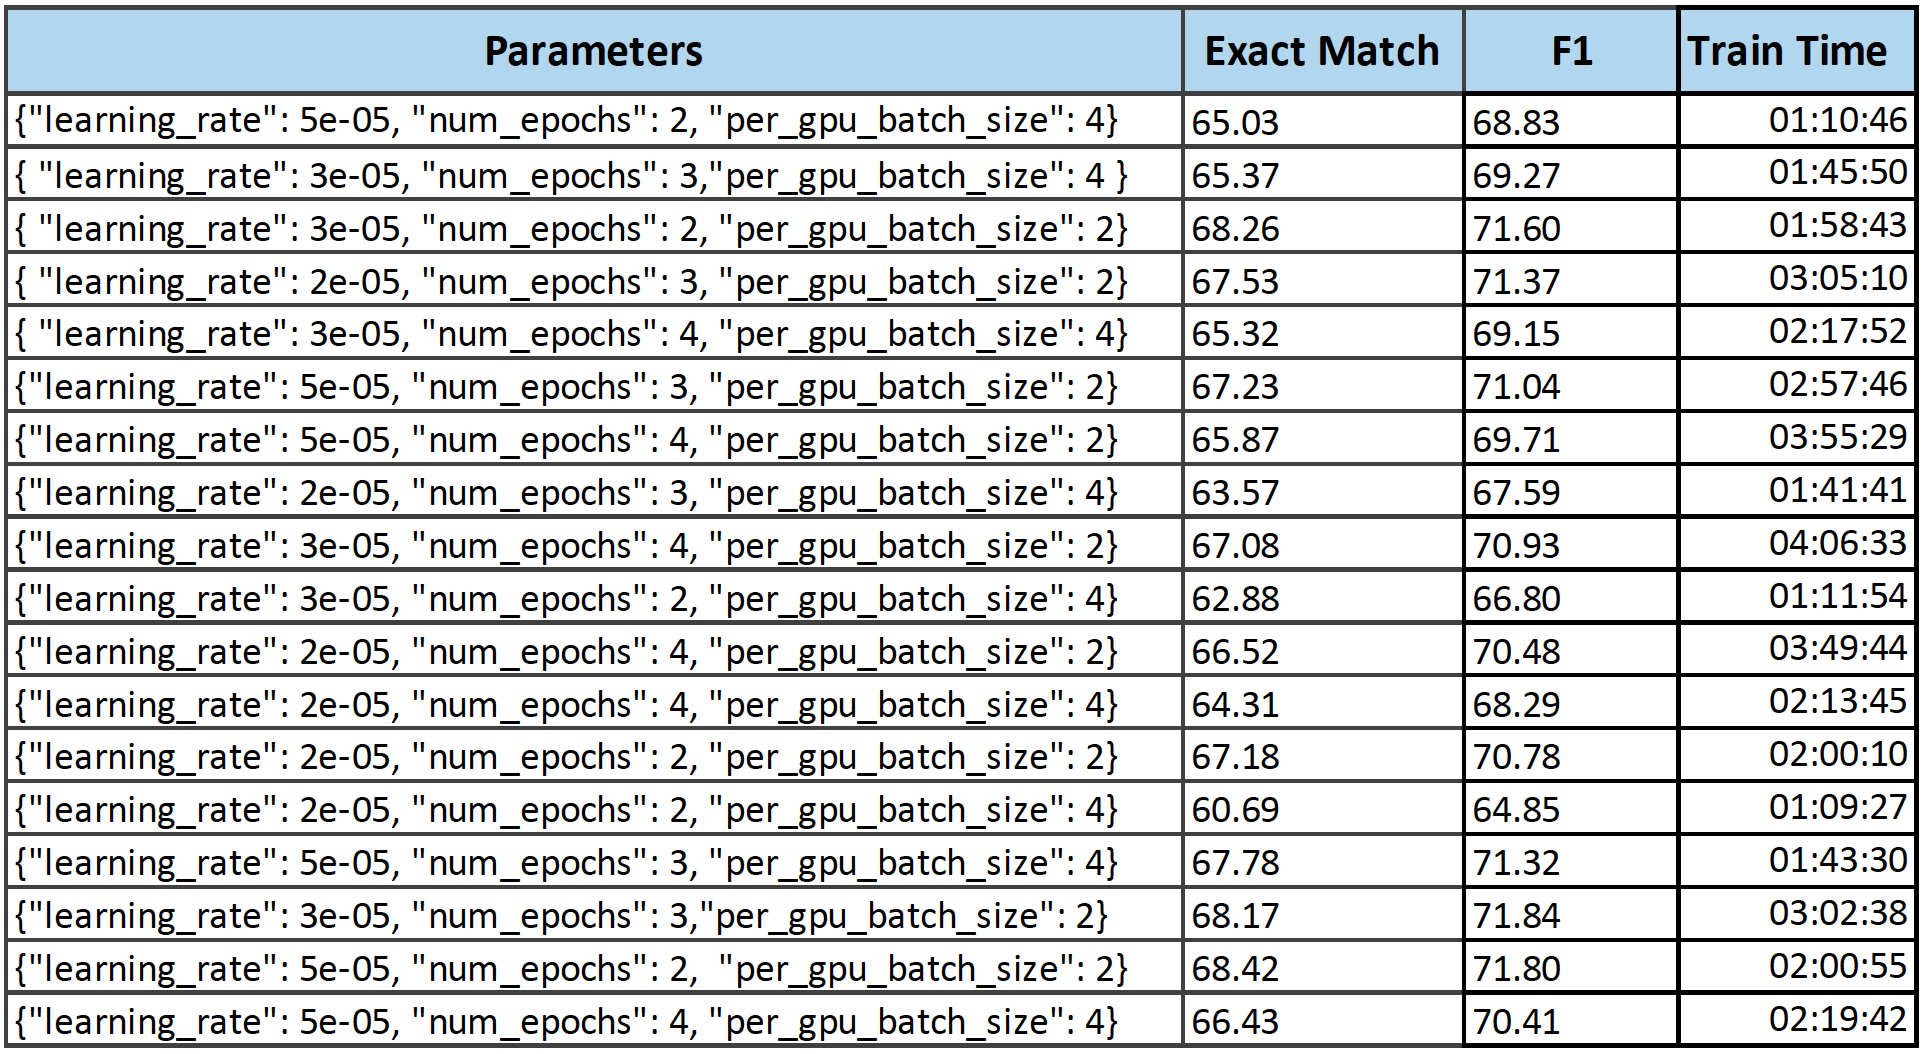 Parameters Exact Match F1 Train Time
{"learning_rate": 5e-05, "num_epochs": 2, "per_gpu_batch_size": 4} 65.03 68.83 01:10:46
{ "learning_rate": 3e-05, "num_epochs": 3,"per_gpu_batch_size": 4 } 65.37 69.27 01:45:50
{ "learning_rate": 3e-05, "num_epochs": 2, "per_gpu_batch_size": 2} 68.26 71.60 01:58:43
{ "learning_rate": 2e-05, "num_epochs": 3, "per_gpu_batch_size": 2} 67.53 71.37 03:05:10
{ "learning_rate": 3e-05, "num_epochs": 4, "per_gpu_batch_size": 4} 65.32 69.15 02:17:52
{"learning_rate": 5e-05, "num_epochs": 3, "per_gpu_batch_size": 2} 67.23 71.04 02:57:46
{"learning_rate": 5e-05, "num_epochs": 4, "per_gpu_batch_size": 2} 65.87 69.71 03:55:29
{"learning_rate": 2e-05, "num_epochs": 3, "per_gpu_batch_size": 4} 63.57 67.59 01:41:41
{"learning_rate": 3e-05, "num_epochs": 4, "per_gpu_batch_size": 2} 67.08 70.93 04:06:33
{"learning_rate": 3e-05, "num_epochs": 2, "per_gpu_batch_size": 4} 62.88 66.80 01:11:54
{"learning_rate": 2e-05, "num_epochs": 4, "per_gpu_batch_size": 2} 66.52 70.48 03:49:44
{"learning_rate": 2e-05, "num_epochs": 4, "per_gpu_batch_size": 4} 64.31 68.29 02:13:45
{"learning_rate": 2e-05, "num_epochs": 2, "per_gpu_batch_size": 2} 67.18 70.78 02:00:10
{"learning_rate": 2e-05, "num_epochs": 2, "per_gpu_batch_size": 4} 60.69 64.85 01:09:27
{"learning_rate": 5e-05, "num_epochs": 3, "per_gpu_batch_size": 4} 67.78 71.32 01:43:30
{"learning_rate": 3e-05, "num_epochs": 3,"per_gpu_batch_size": 2} 68.17 71.84 03:02:38
{"learning_rate": 5e-05, "num_epochs": 2,  "per_gpu_batch_size": 2} 68.42 71.80 02:00:55
{"learning_rate": 5e-05, "num_epochs": 4, "per_gpu_batch_size": 4} 66.43 70.41 02:19:42